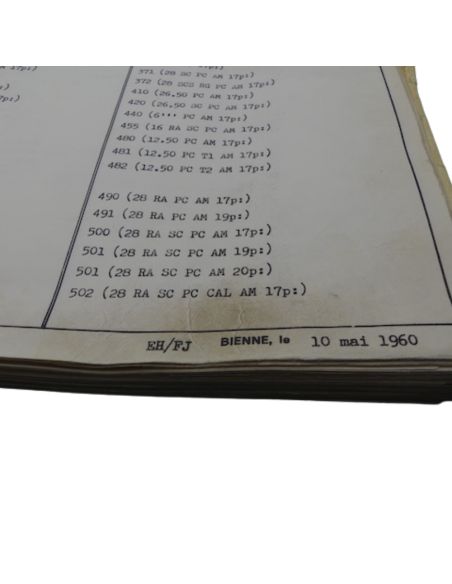 371 (28 SC PC AM 17p:)
372 (28 SCS RG PC AM 17p:)
410 (26.50 PC AM 17p:)
420 (26.50 SC PC AM 17p:)
440 (6''' PC AM 17p:)
455 (16 RA SC PC AM 17p:)
480 (12.50 PC AM 17p:)
481 (12.50 PC T1 AM 17p:)
482 (12.50 PC T2 AM 17p:)
490 (28 RA PC AM 17p:)
491 (28 RA PC AM 19p:)
500 (28 RA SC PC AM 17p:)
501 (28 RA SC PC AM 19p:)
501 (28 RA SC PC AM 20p:)
502 (28 RA SC PC CAL AM 17p:)
EH/FJ BIENNE, le 10 mai 1960